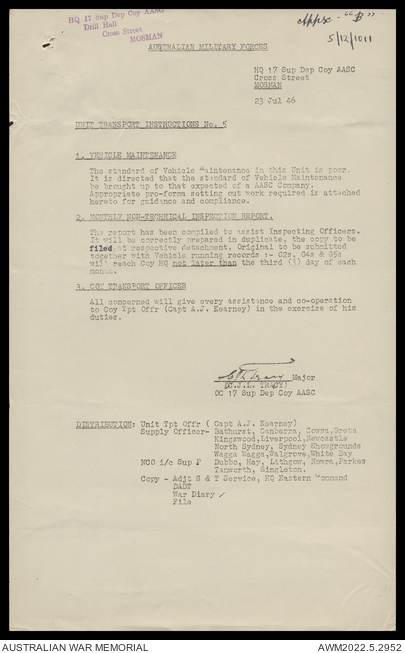 HQ 17 Sup Dep Coy AASC
Drill Hall
Cross Street
MOSMAN
Appx - "B"
5/12/1011
AUSTRALIAN MILITARY FORCES
HQ 17 Sup Dep Coy AASC
Cross Street
MOSMAN
23 Jul 46
UNIT TRANSPORT INSTRUCTIONS No. 5
1. VEHICLE MAINTENANCE
The standard of Vehicle Maintenance in this Unit is poor.
It is directed that the standard of Vehicle Maintenance
be brought up to that expected of a AASC Company.
Appropriate pro-forma setting out work required is attached
hereto for guidance and compliance.
2. MONTHLY NON-TECHNICAL INSPECTION REPORT.
The report has been compiled to assist Inspecting Officers.
It will be correctly prepared in duplicate, the copy to be
filed at respective detachment. Original to be submitted
together with Vehicle running records :- G2s, G4s & G5s
will reach Coy HQ not later than the third (3) day of each
month.
3. COY TRANSPORT OFFICER
All concerned will give every assistance and co-operation
to Coy Tpt Offr (Capt A.J. Kearney) in the exercise of his
duties.
Major
TRACY)
OC 17 Sup Dep Coy AASC
DISTRIBUTION: Unit Tpt Offr ( Capt A.J. Kearney)
Supply Officer- Bathurst, Canberra, Cowra, Greta
Kingswood, Liverpool, Newcastle
North Sydney, Sydney Showgrounds
Wagga Wagga, Walgrove, White Bay
NCO i/c Sup P Dubbo, Hay, Lithgow, Nowra, Parkes
Tamworth, Singleton.
Copy - Adjt S & T Service, HQ Eastern Command
DADT
War Diary ✓
File
AUSTRALIAN WAR MEMORIAL
AWM2022.5.2952